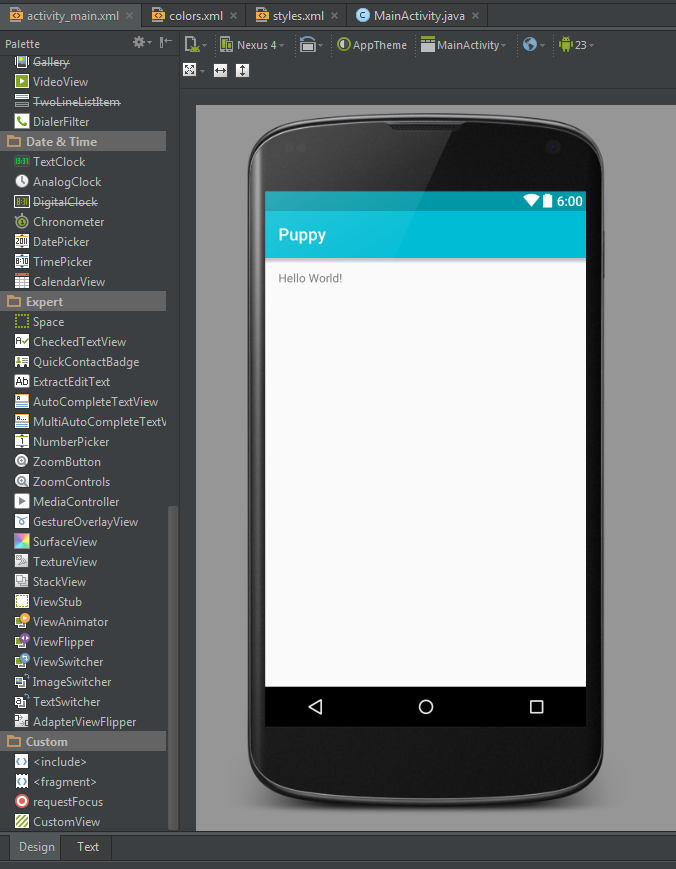 activity_main.xml colors.xml styles.xml MainActivity.java
Palette Nexus 4 AppTheme MainActivity 23
Gallery
VideoView
TwoLineListItem
DialerFilter
Date & Time
TextClock
AnalogClock
DigitalClock
Chronometer
DatePicker
TimePicker
CalendarView
Expert
Space
CheckedTextView
QuickContactBadge
ExtractEditText
AutoCompleteTextView
MultiAutoCompleteTextV
NumberPicker
ZoomButton
ZoomControls
MediaController
GestureOverlayView
SurfaceView
TextureView
StackView
ViewStub
ViewAnimator
ViewFlipper
ViewSwitcher
ImageSwitcher
TextSwitcher
AdapterViewFlipper
Custom
<include>
<fragment>
requestFocus
CustomView
6:00
Puppy
Hello World!
Design Text